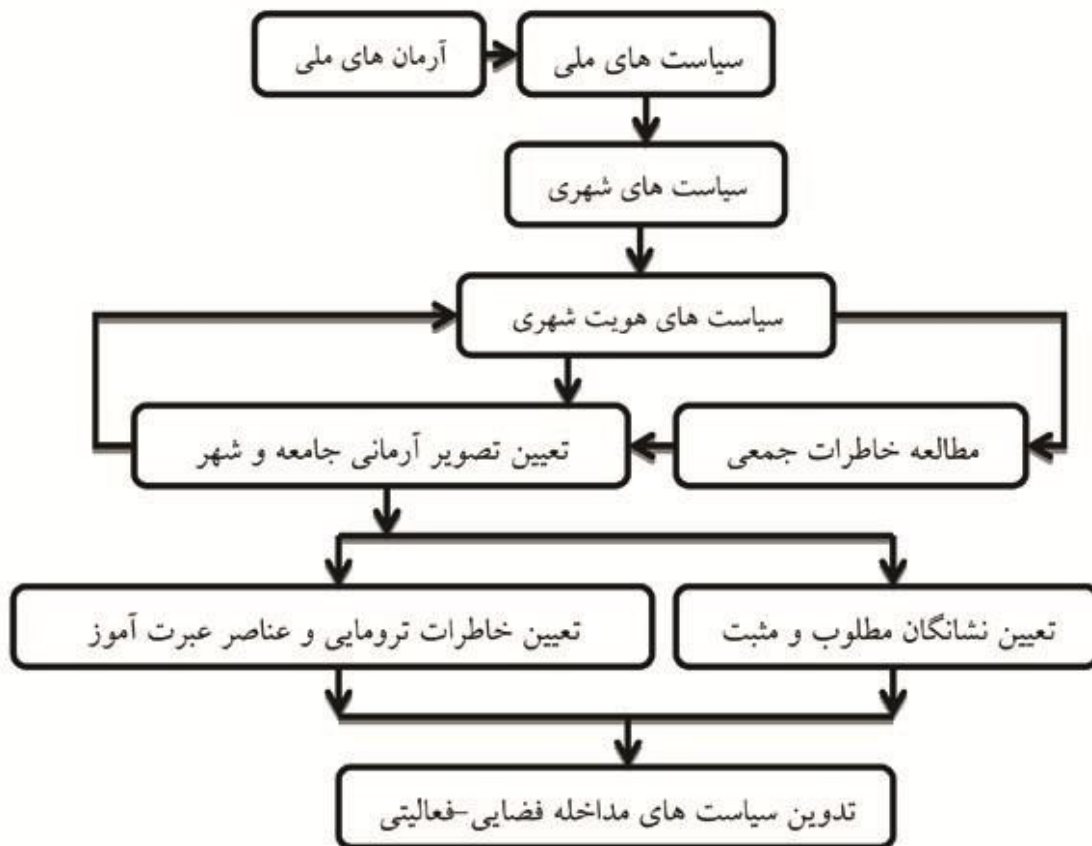 آرمان های ملی
سیاست های ملی
سیاست های شهری
سیاست های هویت شهری
مطالعه خاطرات جمعی
تعیین تصویر آرمانی جامعه و شهر
تعیین نشانگان مطلوب و مثبت
تعیین خاطرات ترومایی و عناصر عبرت آموز
تدوین سیاست های مداخله فضایی-فعالیتی